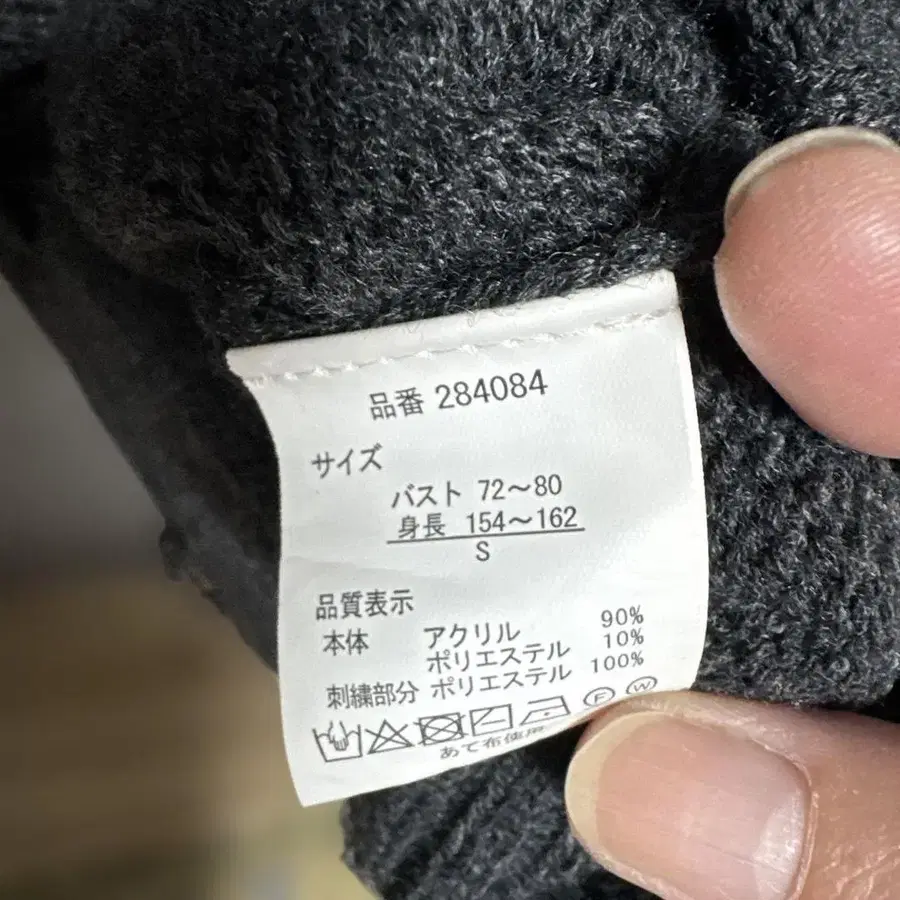 品番 284084
サイズ
バスト 72～80
身長 154～162
S
品質表示
本体 アクリル 90%
ポリエステル 10%
刺繍部分 ポリエステル 100%
F W
あて布使用